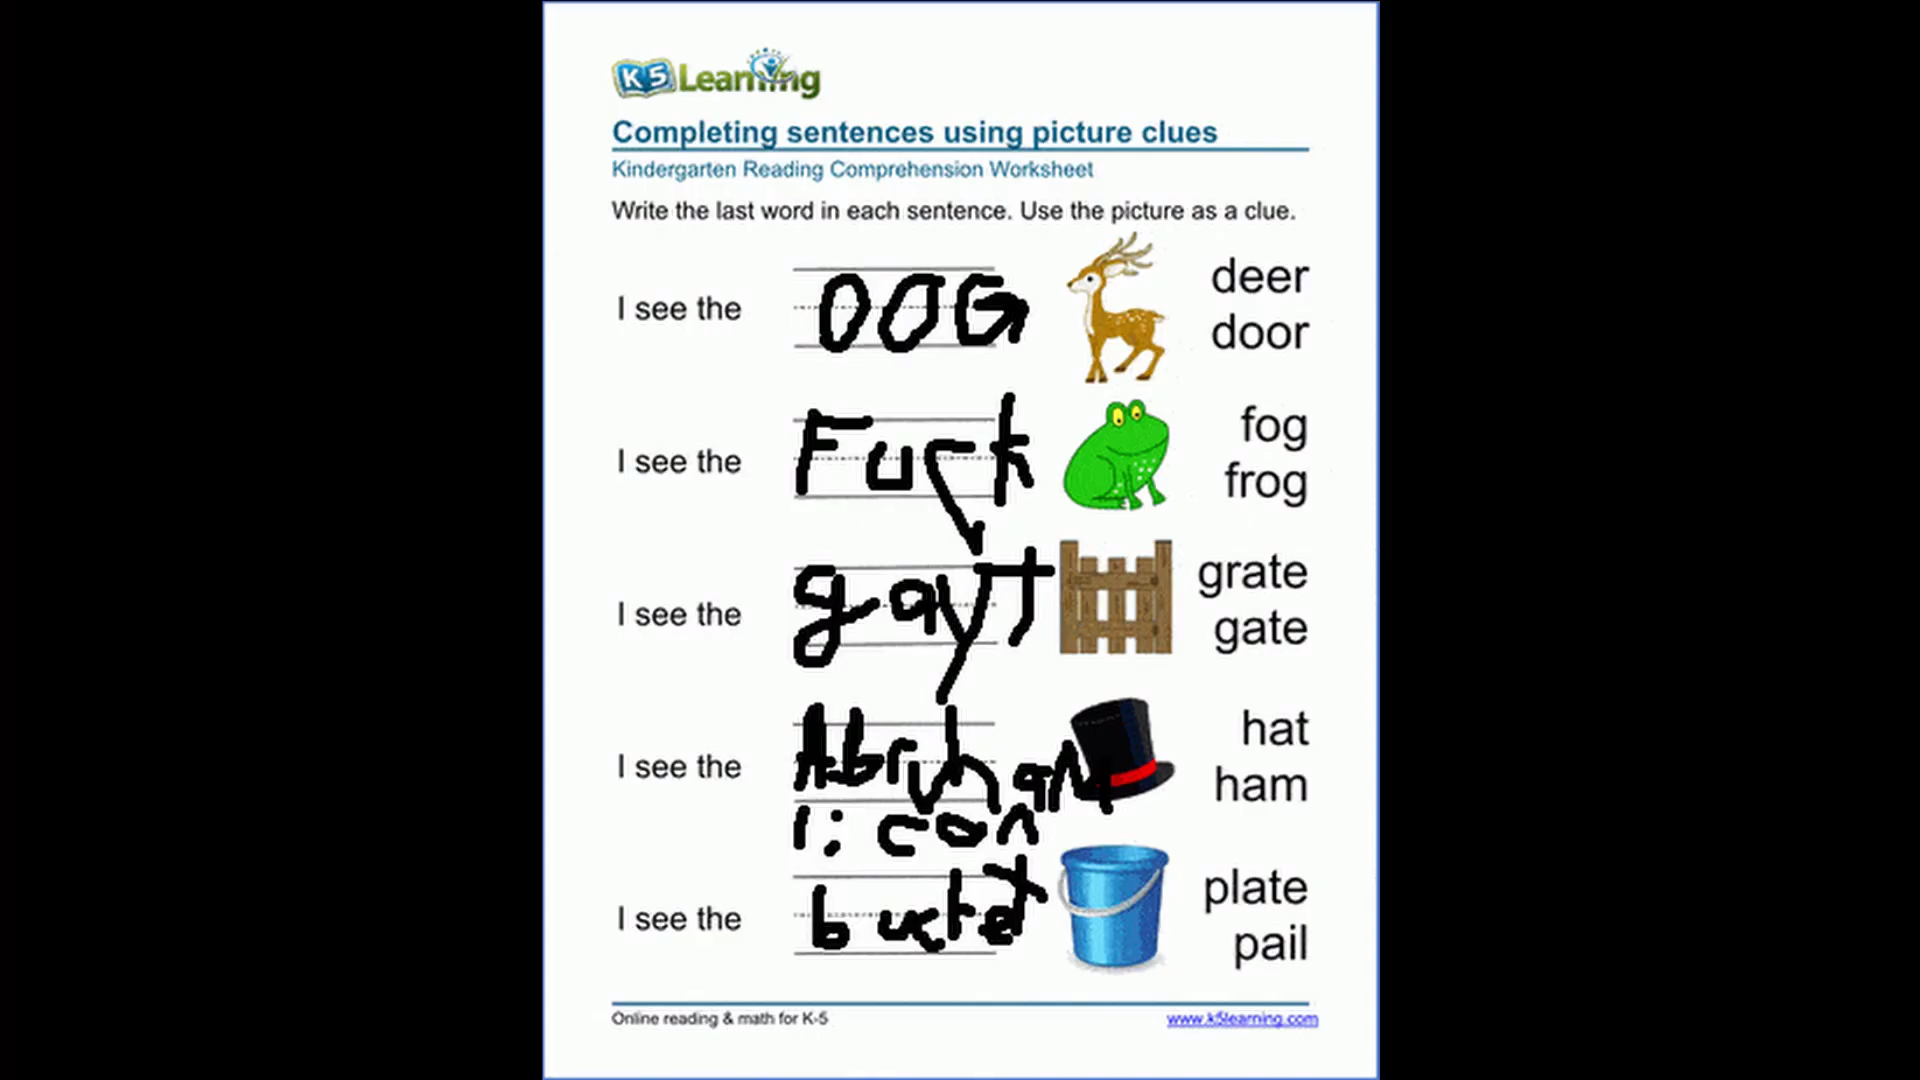 K5 Learning
Completing sentences using picture clues
Kindergarten Reading Comprehension Worksheet
Write the last word in each sentence. Use the picture as a clue.
I see the OOG deer
door
I see the Fuck fog
frog
I see the gayT grate
gate
I see the hat
ham
I see the plate
pail
Online reading & math for K-5 www.k5learning.com